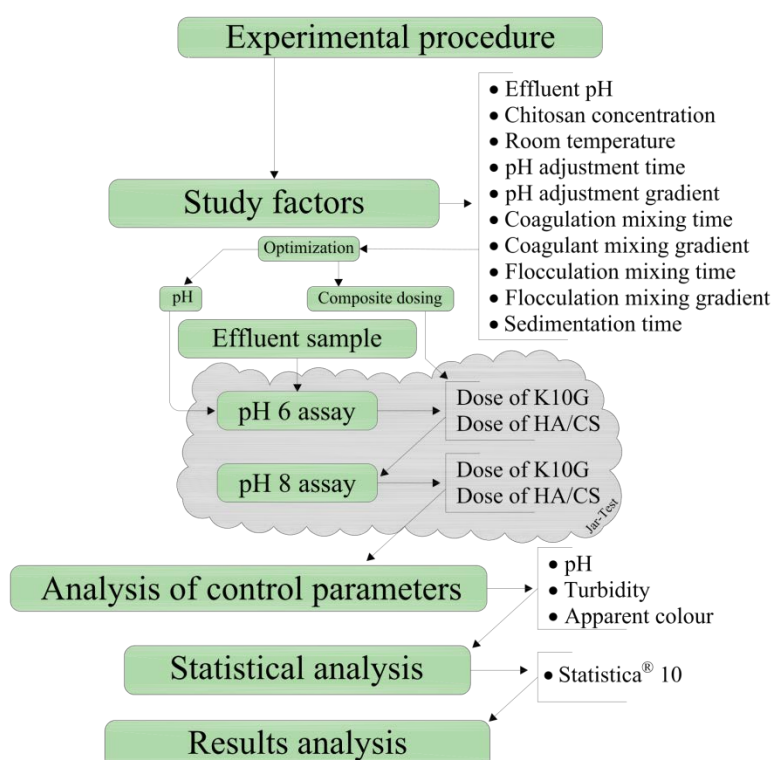 Experimental procedure
Study factors
• Effluent pH
• Chitosan concentration
• Room temperature
• pH adjustment time
• pH adjustment gradient
• Coagulation mixing time
• Coagulant mixing gradient
• Flocculation mixing time
• Flocculation mixing gradient
• Sedimentation time
Optimization
pH
Composite dosing
Effluent sample
pH 6 assay
Dose of K10G
Dose of HA/CS
pH 8 assay
Dose of K10G
Dose of HA/CS
Jar-Test
Analysis of control parameters
• pH
• Turbidity
• Apparent colour
Statistical analysis
• Statistica® 10
Results analysis